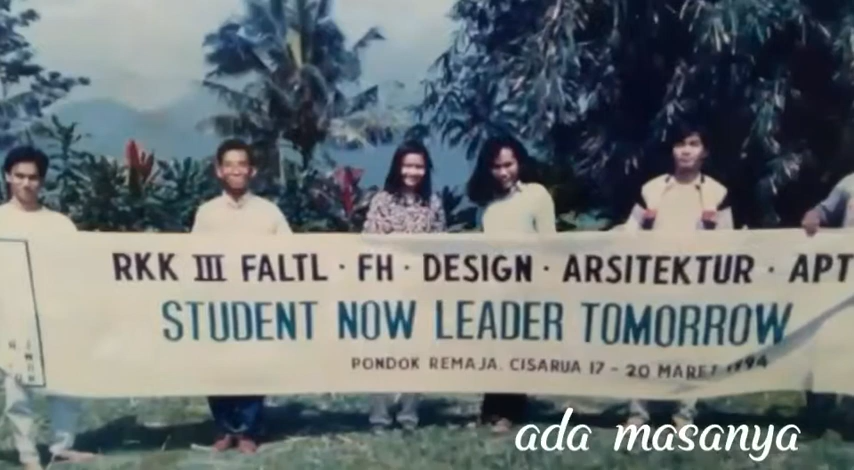 RKK III FALTL · FH · DESIGN · ARSITEKTUR · APT
STUDENT NOW LEADER TOMORROW
PONDOK REMAJA. CISARUA 17 - 20 MARET 1994
ada masanya